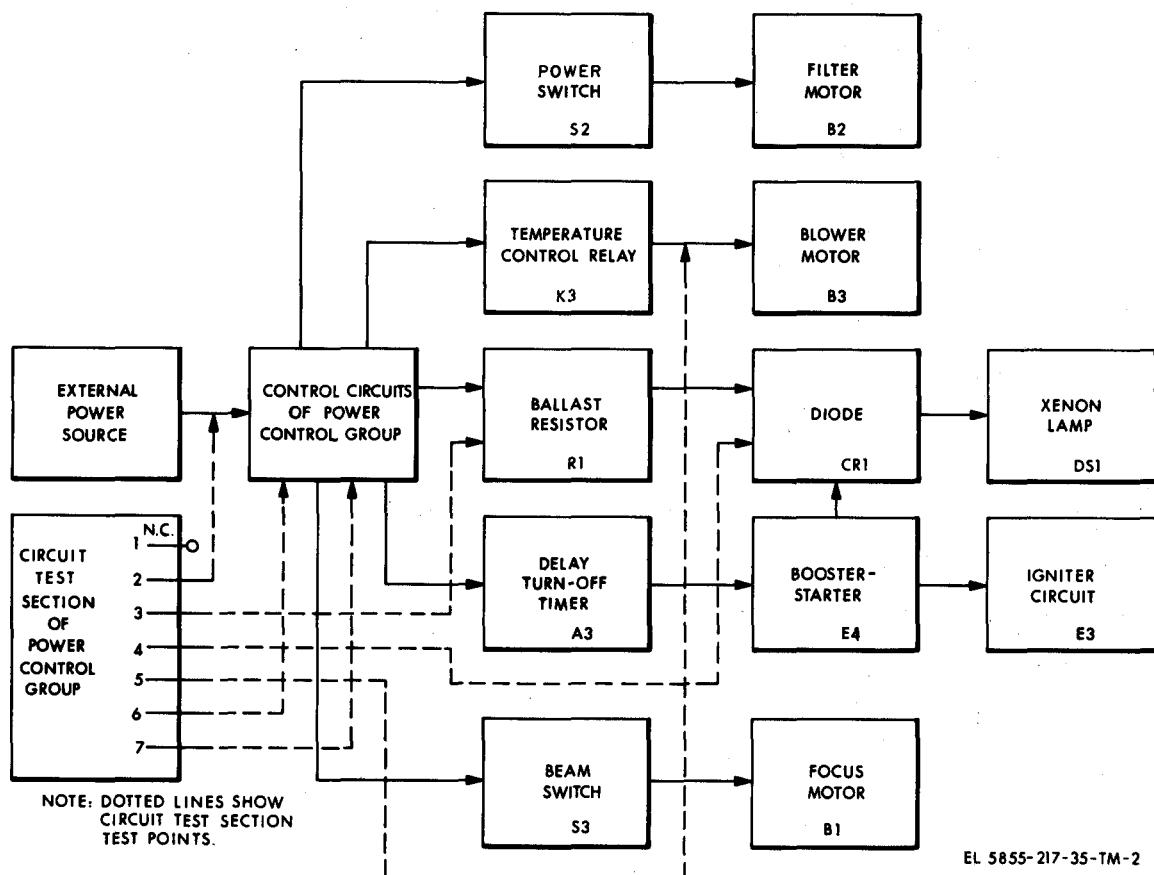 POWER
SWITCH
S2
FILTER
MOTOR
B2
TEMPERATURE
CONTROL RELAY
K3
BLOWER
MOTOR
B3
EXTERNAL
POWER
SOURCE
CONTROL CIRCUITS
OF POWER
CONTROL GROUP
BALLAST
RESISTOR
R1
DIODE
CR1
XENON
LAMP
DS1
CIRCUIT
TEST
SECTION
OF
POWER
CONTROL
GROUP
N.C.
1
2
3
4
5
6
7
DELAY
TURN-OFF
TIMER
A3
BOOSTER-
STARTER
E4
IGNITER
CIRCUIT
E3
BEAM
SWITCH
S3
FOCUS
MOTOR
B1
NOTE: DOTTED LINES SHOW
CIRCUIT TEST SECTION
TEST POINTS.
EL 5855-217-35-TM-2